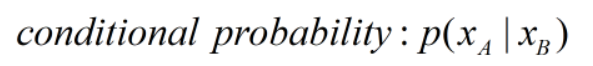 conditional probability : p(x_A | x_B)